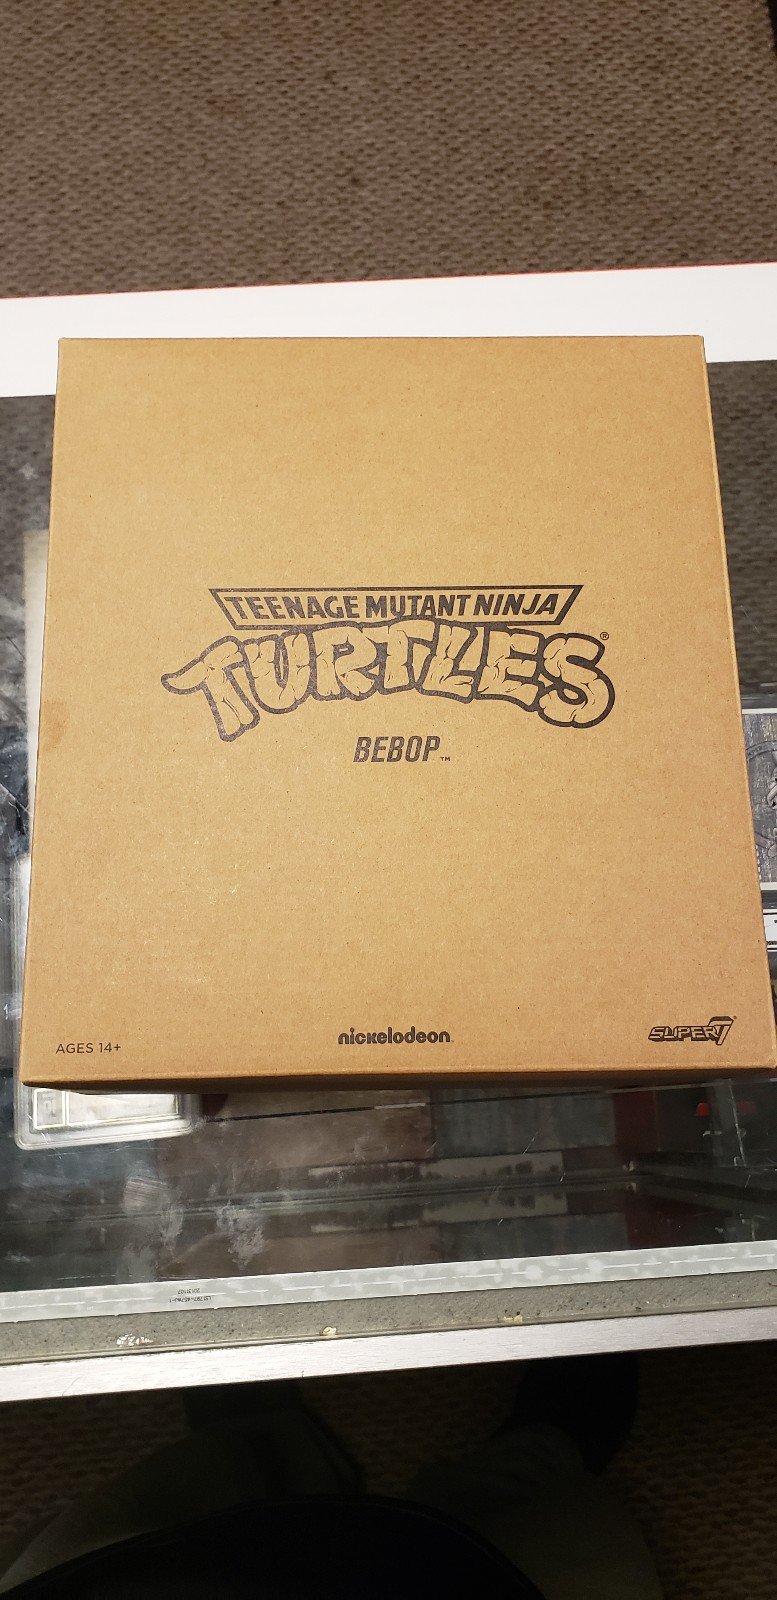 TEENAGE MUTANT NINJA
TURTLES®
BEBOP™
AGES 14+
nickelodeon
SUPER7®